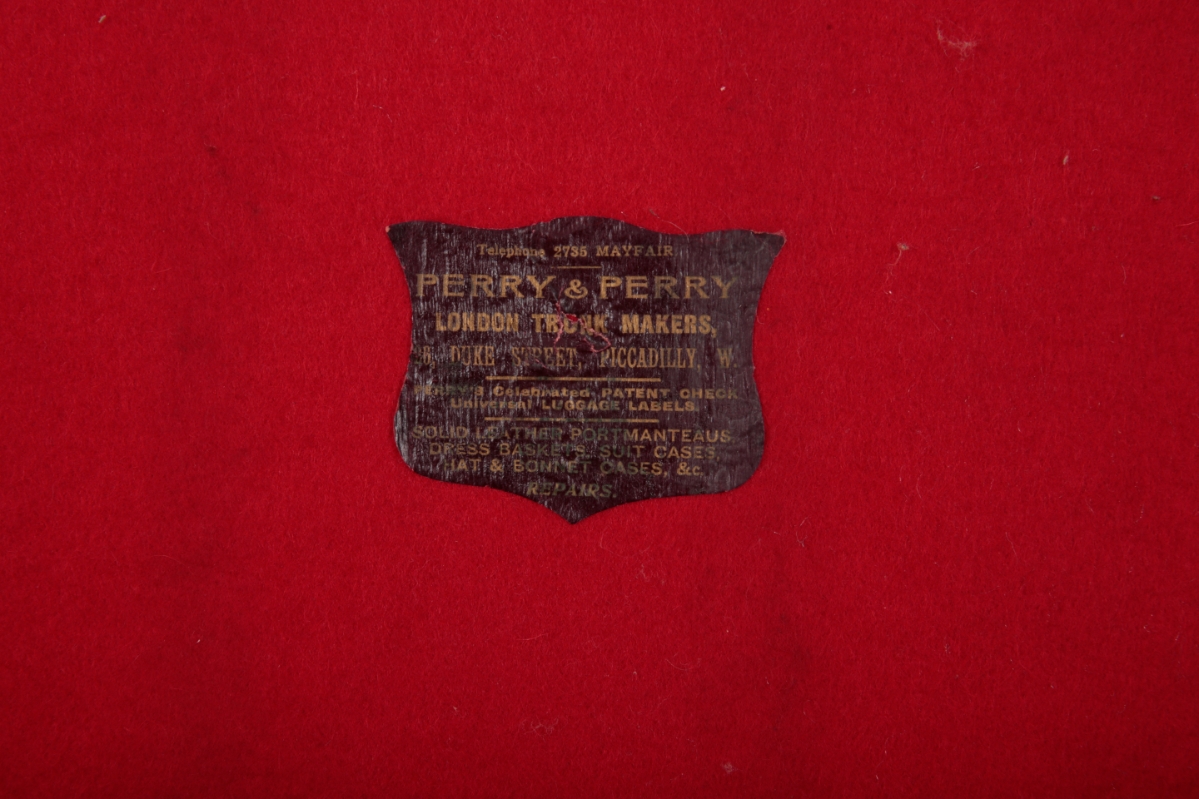 Telephone 2735 MAYFAIR
PERRY & PERRY
LONDON TRUNK MAKERS,
DUKE STREET, PICCADILLY, W.
Celebrated PATENT CHECK
Universal LUGGAGE LABELS.
SOLID LEATHER PORTMANTEAUS,
DRESS BASKETS, SUIT CASES,
HAT & BONNET CASES, &c.
REPAIRS.